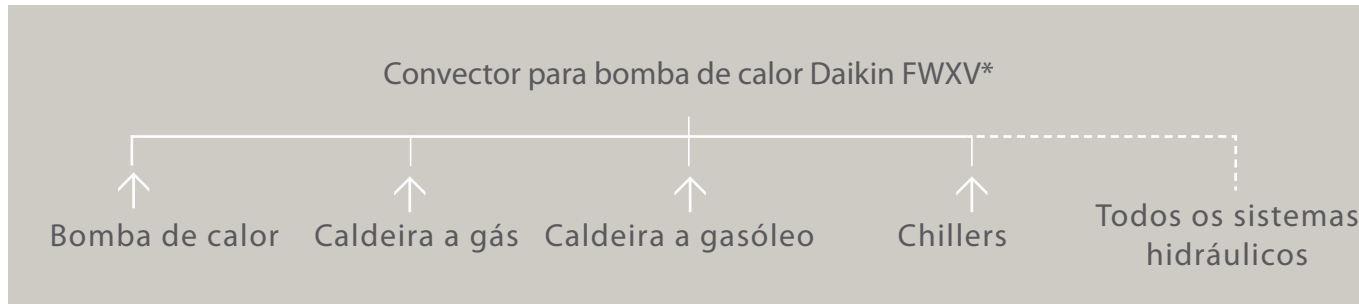 Convector para bomba de calor Daikin FWXV*
Bomba de calor
Caldeira a gás
Caldeira a gasóleo
Chillers
Todos os sistemas
hidráulicos